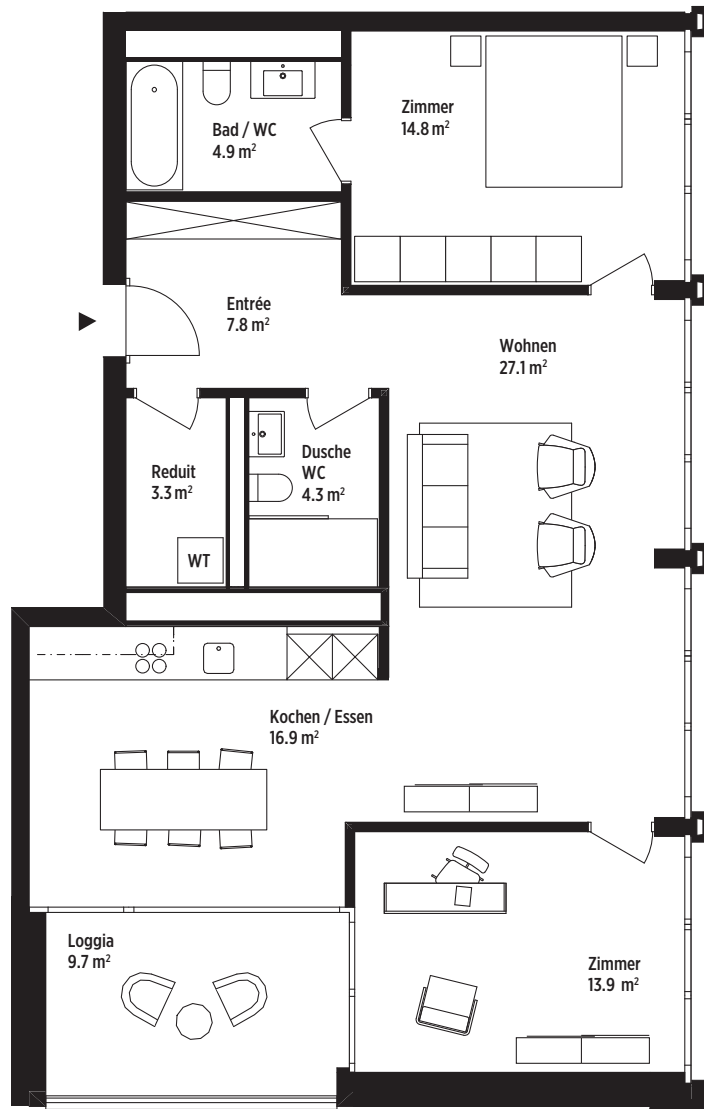 Zimmer
14.8 m²
Bad / WC
4.9 m²
Entrée
7.8 m²
Wohnen
27.1 m²
Dusche
WC
4.3 m²
Reduit
3.3 m²
WT
Kochen / Essen
16.9 m²
Loggia
9.7 m²
Zimmer
13.9 m²